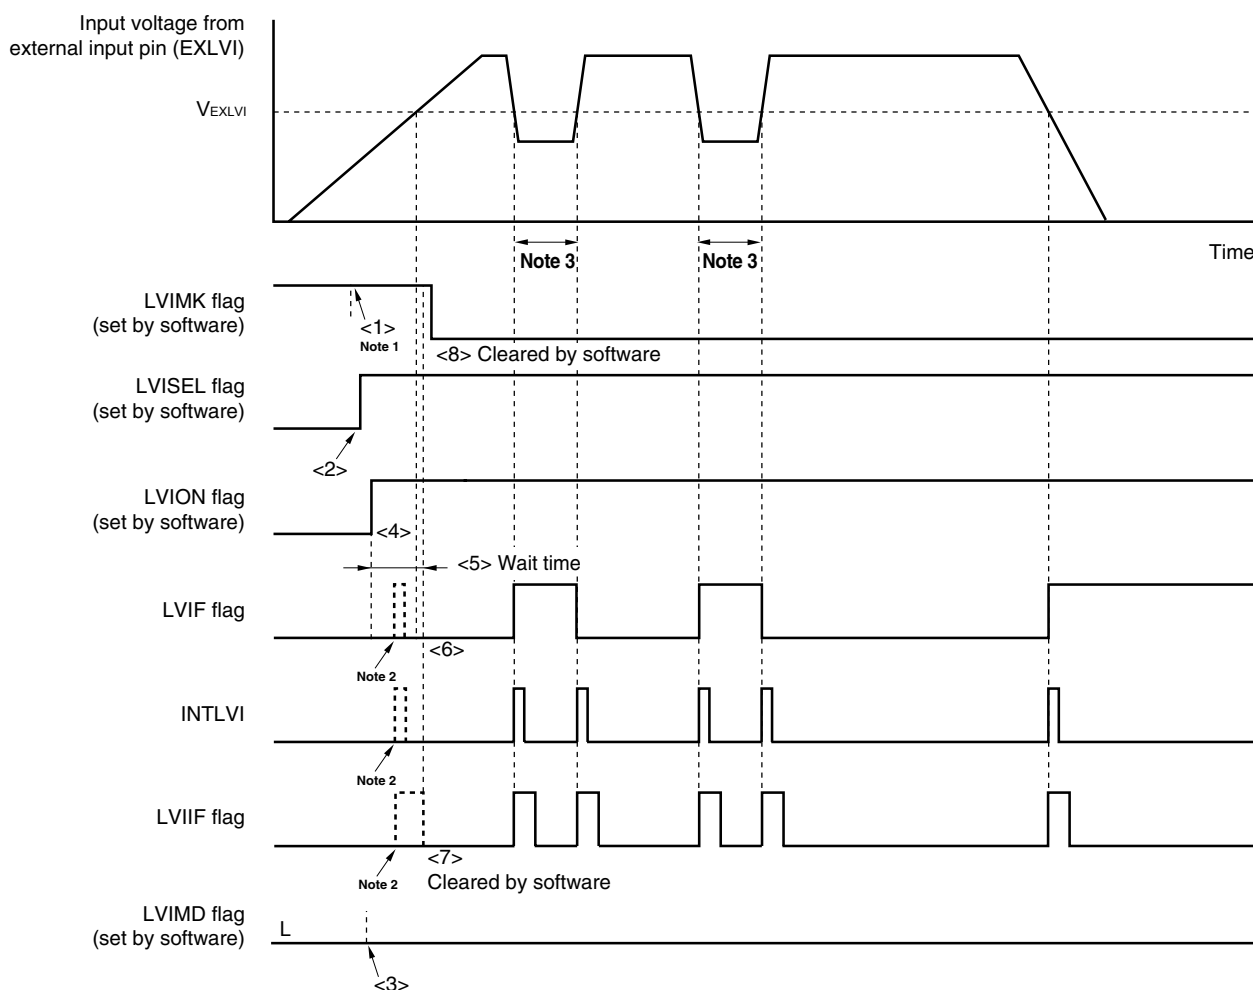 Input voltage from
external input pin (EXLVI)
VEXLVI
Time
Note 3
Note 3
LVIMK flag
(set by software)
<1>
Note 1
<8> Cleared by software
LVISEL flag
(set by software)
<2>
LVION flag
(set by software)
<4>
<5> Wait time
LVIF flag
<6>
Note 2
INTLVI
Note 2
LVIIF flag
<7>
Note 2
Cleared by software
LVIMD flag
(set by software)
L
<3>